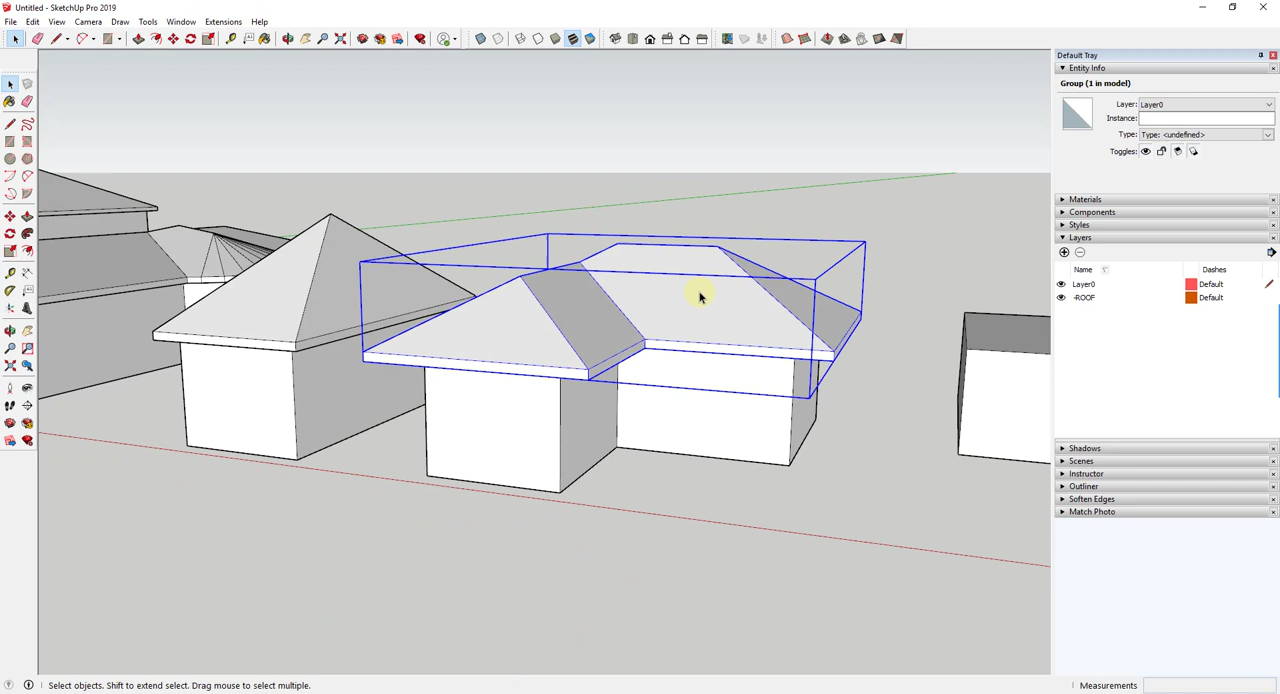 Untitled - SketchUp Pro 2019
File Edit View Camera Draw Tools Window Extensions Help
Default Tray
Entity Info
Group (1 in model)
Layer: Layer0
Instance:
Type: Type: <undefined>
Toggles:
Materials
Components
Styles
Layers
Name Dashes
Layer0 Default
-ROOF Default
Shadows
Scenes
Instructor
Outliner
Soften Edges
Match Photo
Select objects. Shift to extend select. Drag mouse to select multiple.
Measurements